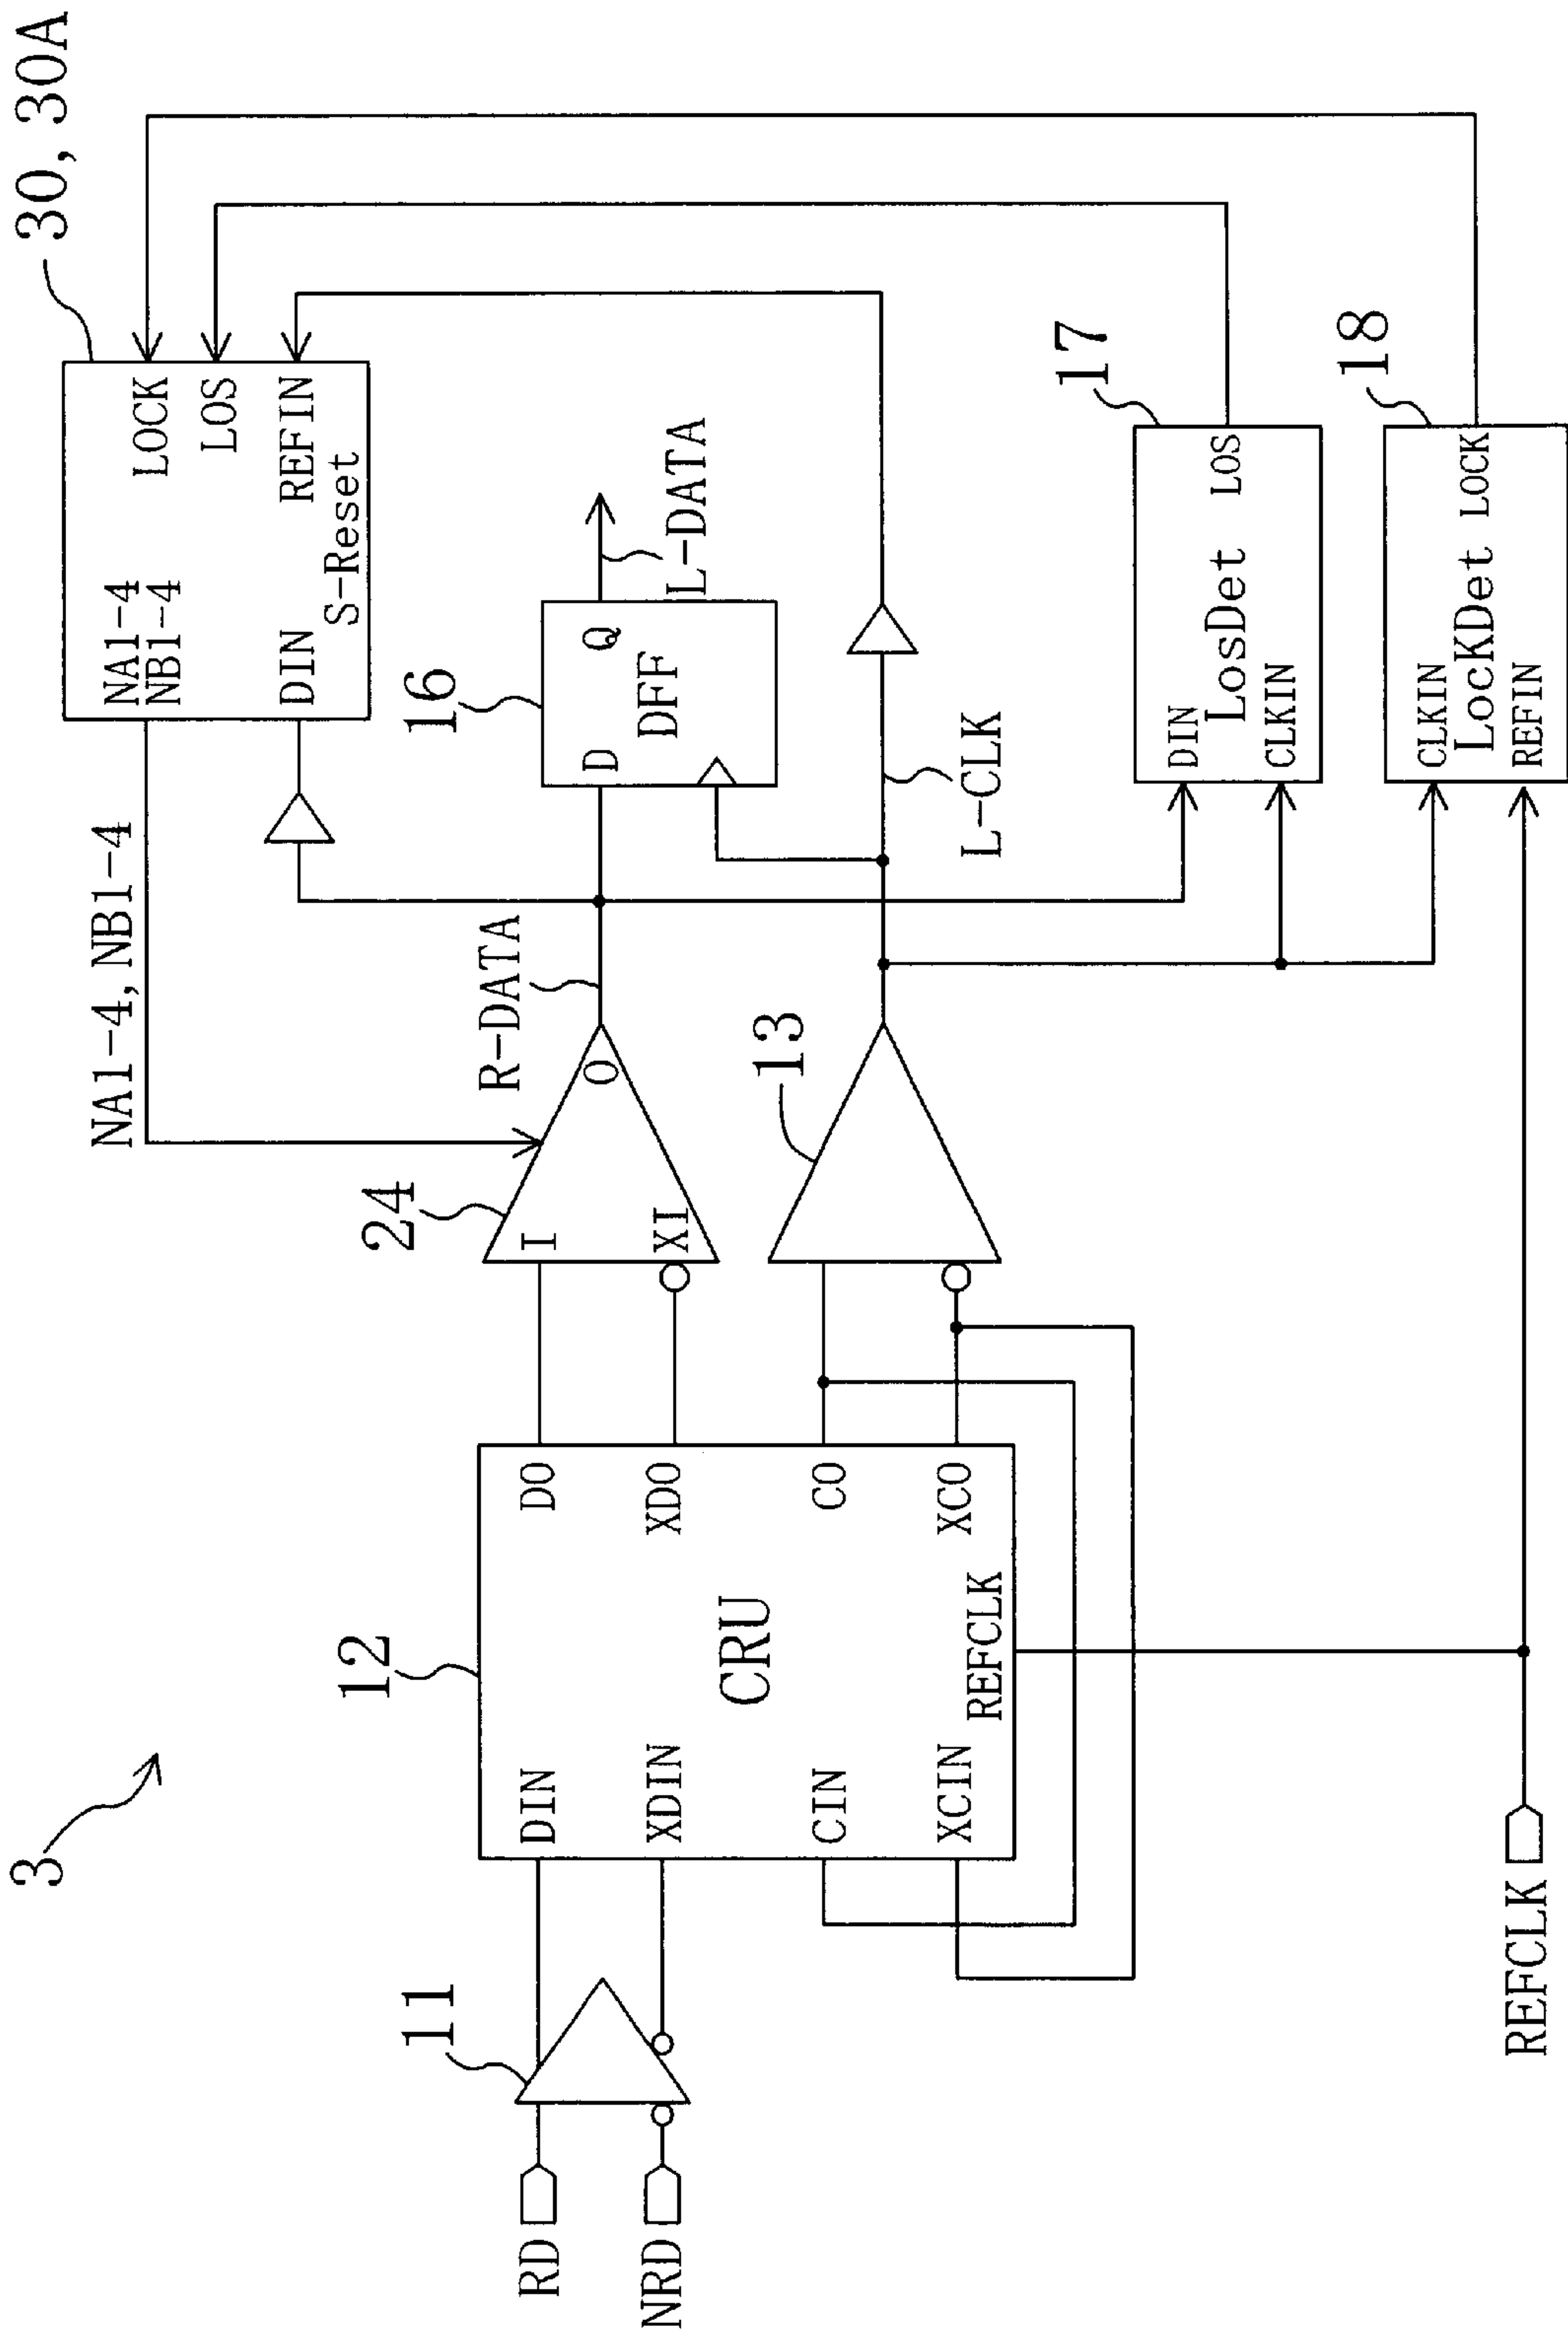 3
30, 30A
NA1-4
NB1-4
DIN
LOCK
LOS
REFIN
S-Reset
NA1-4, NB1-4
RD
NRD
11
12
DIN
XDIN
CIN
XCIN
CRU
REFCLK
DO
XDO
CO
XCO
24
I
XI
O
R-DATA
13
16
D
Q
DFF
L-DATA
L-CLK
17
DIN
CLKIN
LosDet
LOS
18
CLKIN
REFIN
LocKDet
LOCK
REFCLK